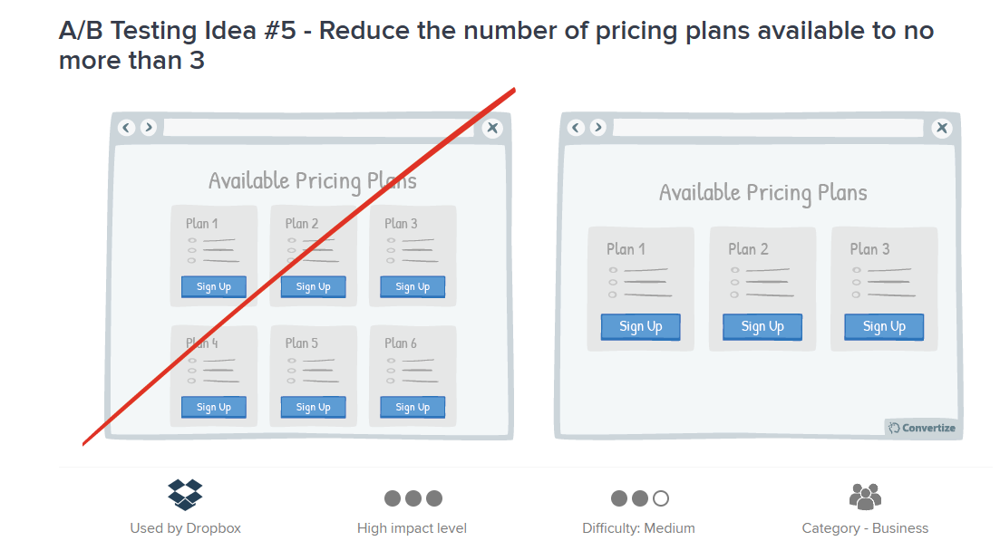 A/B Testing Idea #5 - Reduce the number of pricing plans available to no
more than 3
Available Pricing Plans
Plan 1
Plan 2
Plan 3
Sign Up
Sign Up
Sign Up
Plan 4
Plan 5
Plan 6
Sign Up
Sign Up
Sign Up
Available Pricing Plans
Plan 1
Plan 2
Plan 3
Sign Up
Sign Up
Sign Up
Convertize
Used by Dropbox
High impact level
Difficulty: Medium
Category - Business